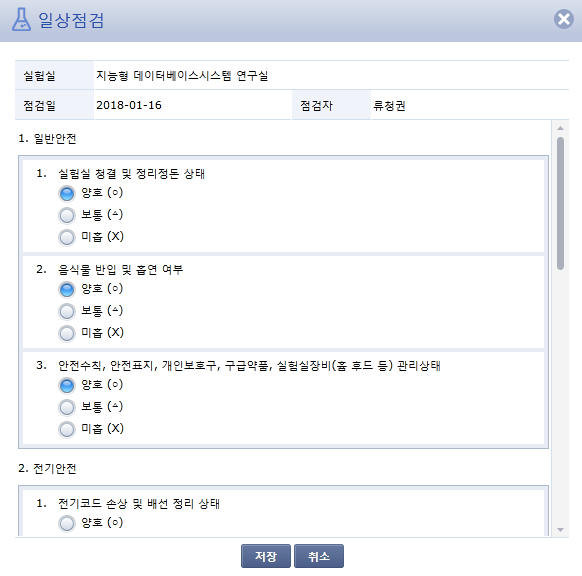 일상점검
실험실 지능형 데이터베이스시스템 연구실
점검일 2018-01-16 점검자 류청권
1. 일반안전
1. 실험실 청결 및 정리정돈 상태
양호 (○)
보통 (△)
미흡 (X)
2. 음식물 반입 및 흡연 여부
양호 (○)
보통 (△)
미흡 (X)
3. 안전수칙, 안전표지, 개인보호구, 구급약품, 실험실장비(흄 후드 등) 관리상태
양호 (○)
보통 (△)
미흡 (X)
2. 전기안전
1. 전기코드 손상 및 배선 정리 상태
양호 (○)
저장 취소